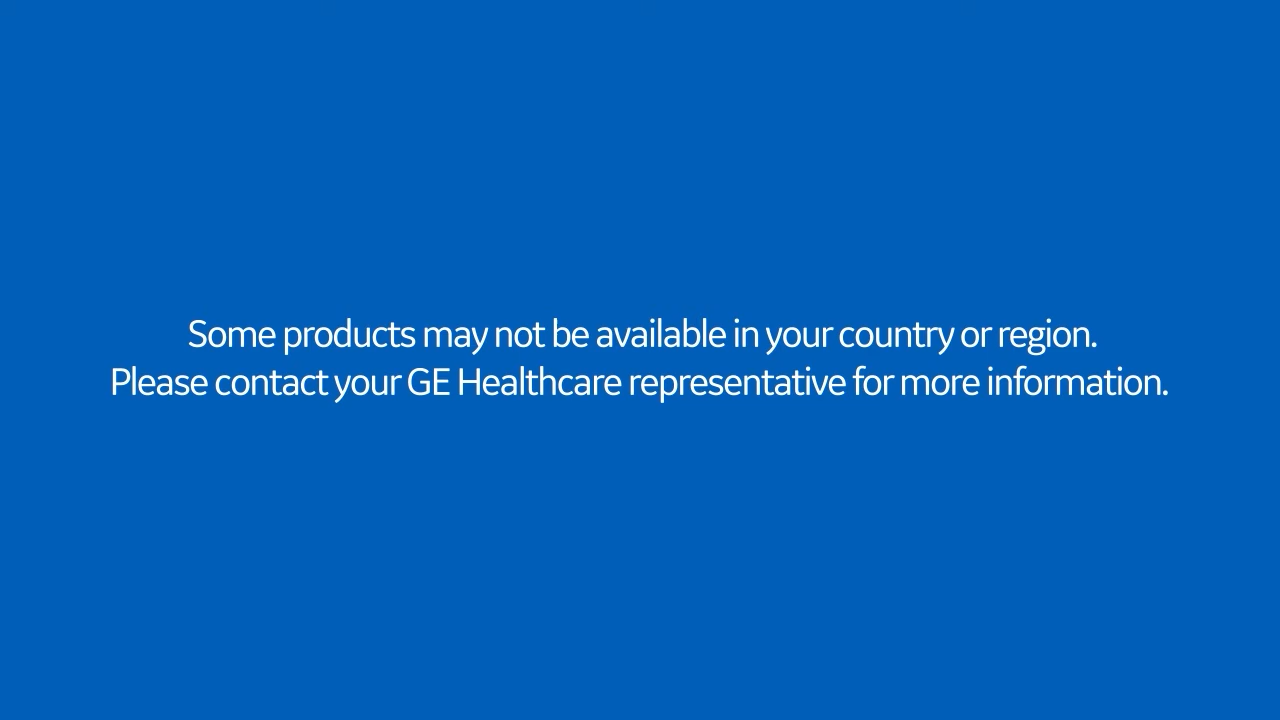 Some products may not be available in your country or region.
Please contact your GE Healthcare representative for more information.